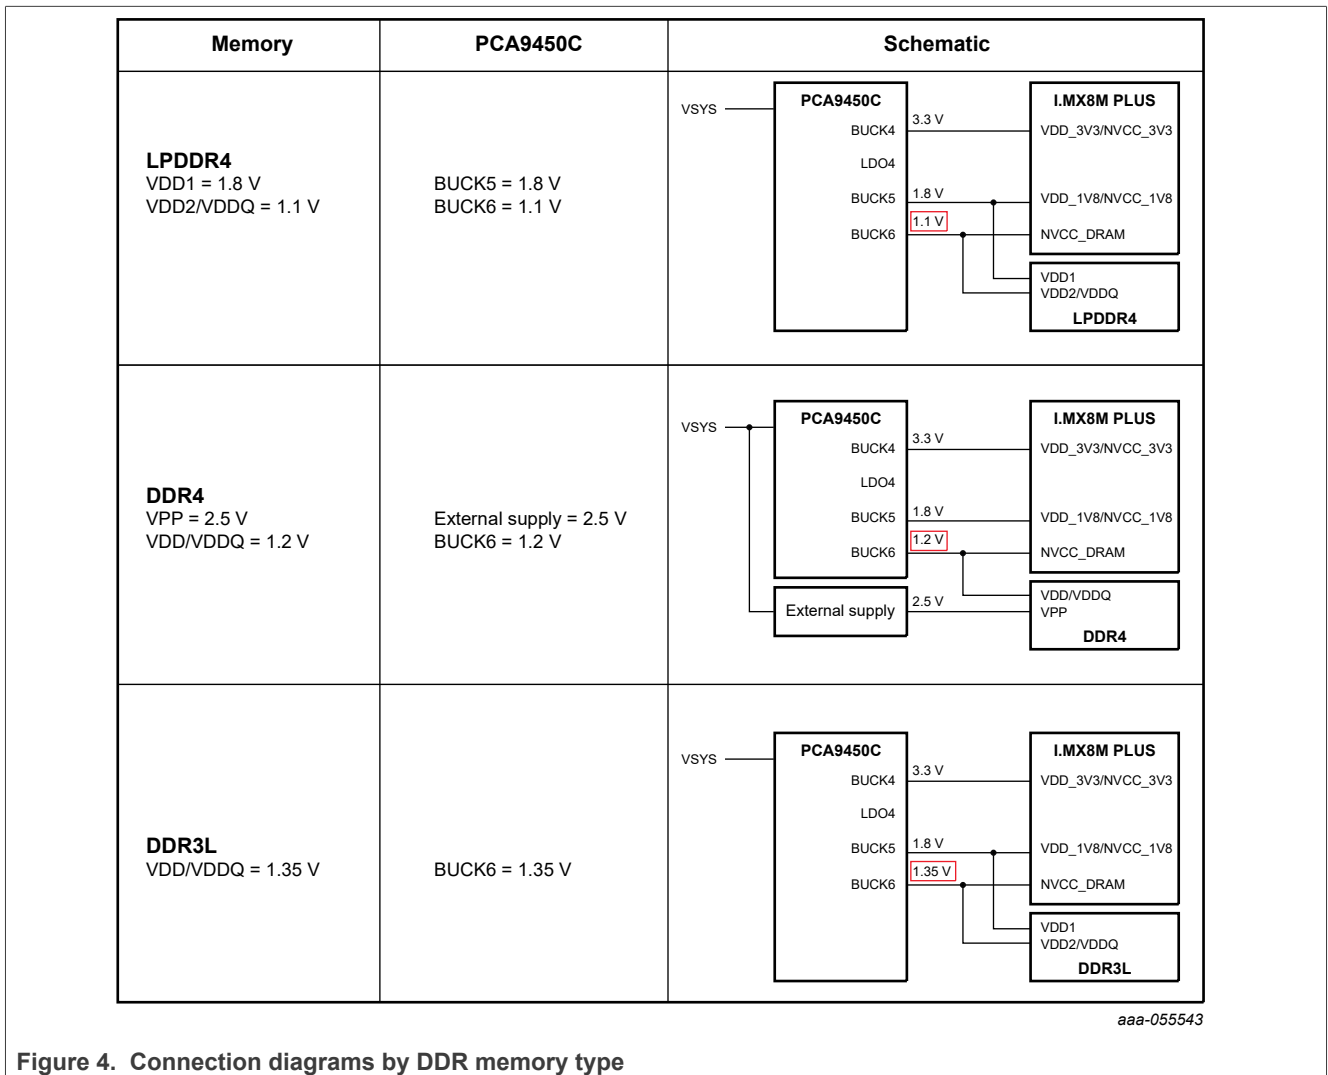 Memory
PCA9450C
Schematic
LPDDR4
VDD1 = 1.8 V
VDD2/VDDQ = 1.1 V
BUCK5 = 1.8 V
BUCK6 = 1.1 V
VSYS
PCA9450C
BUCK4
LDO4
BUCK5
BUCK6
3.3 V
1.8 V
1.1 V
I.MX8M PLUS
VDD_3V3/NVCC_3V3
VDD_1V8/NVCC_1V8
NVCC_DRAM
VDD1
VDD2/VDDQ
LPDDR4
DDR4
VPP = 2.5 V
VDD/VDDQ = 1.2 V
External supply = 2.5 V
BUCK6 = 1.2 V
VSYS
PCA9450C
BUCK4
LDO4
BUCK5
BUCK6
External supply
3.3 V
1.8 V
1.2 V
2.5 V
I.MX8M PLUS
VDD_3V3/NVCC_3V3
VDD_1V8/NVCC_1V8
NVCC_DRAM
VDD/VDDQ
VPP
DDR4
DDR3L
VDD/VDDQ = 1.35 V
BUCK6 = 1.35 V
VSYS
PCA9450C
BUCK4
LDO4
BUCK5
BUCK6
3.3 V
1.8 V
1.35 V
I.MX8M PLUS
VDD_3V3/NVCC_3V3
VDD_1V8/NVCC_1V8
NVCC_DRAM
VDD1
VDD2/VDDQ
DDR3L
aaa-055543
Figure 4. Connection diagrams by DDR memory type